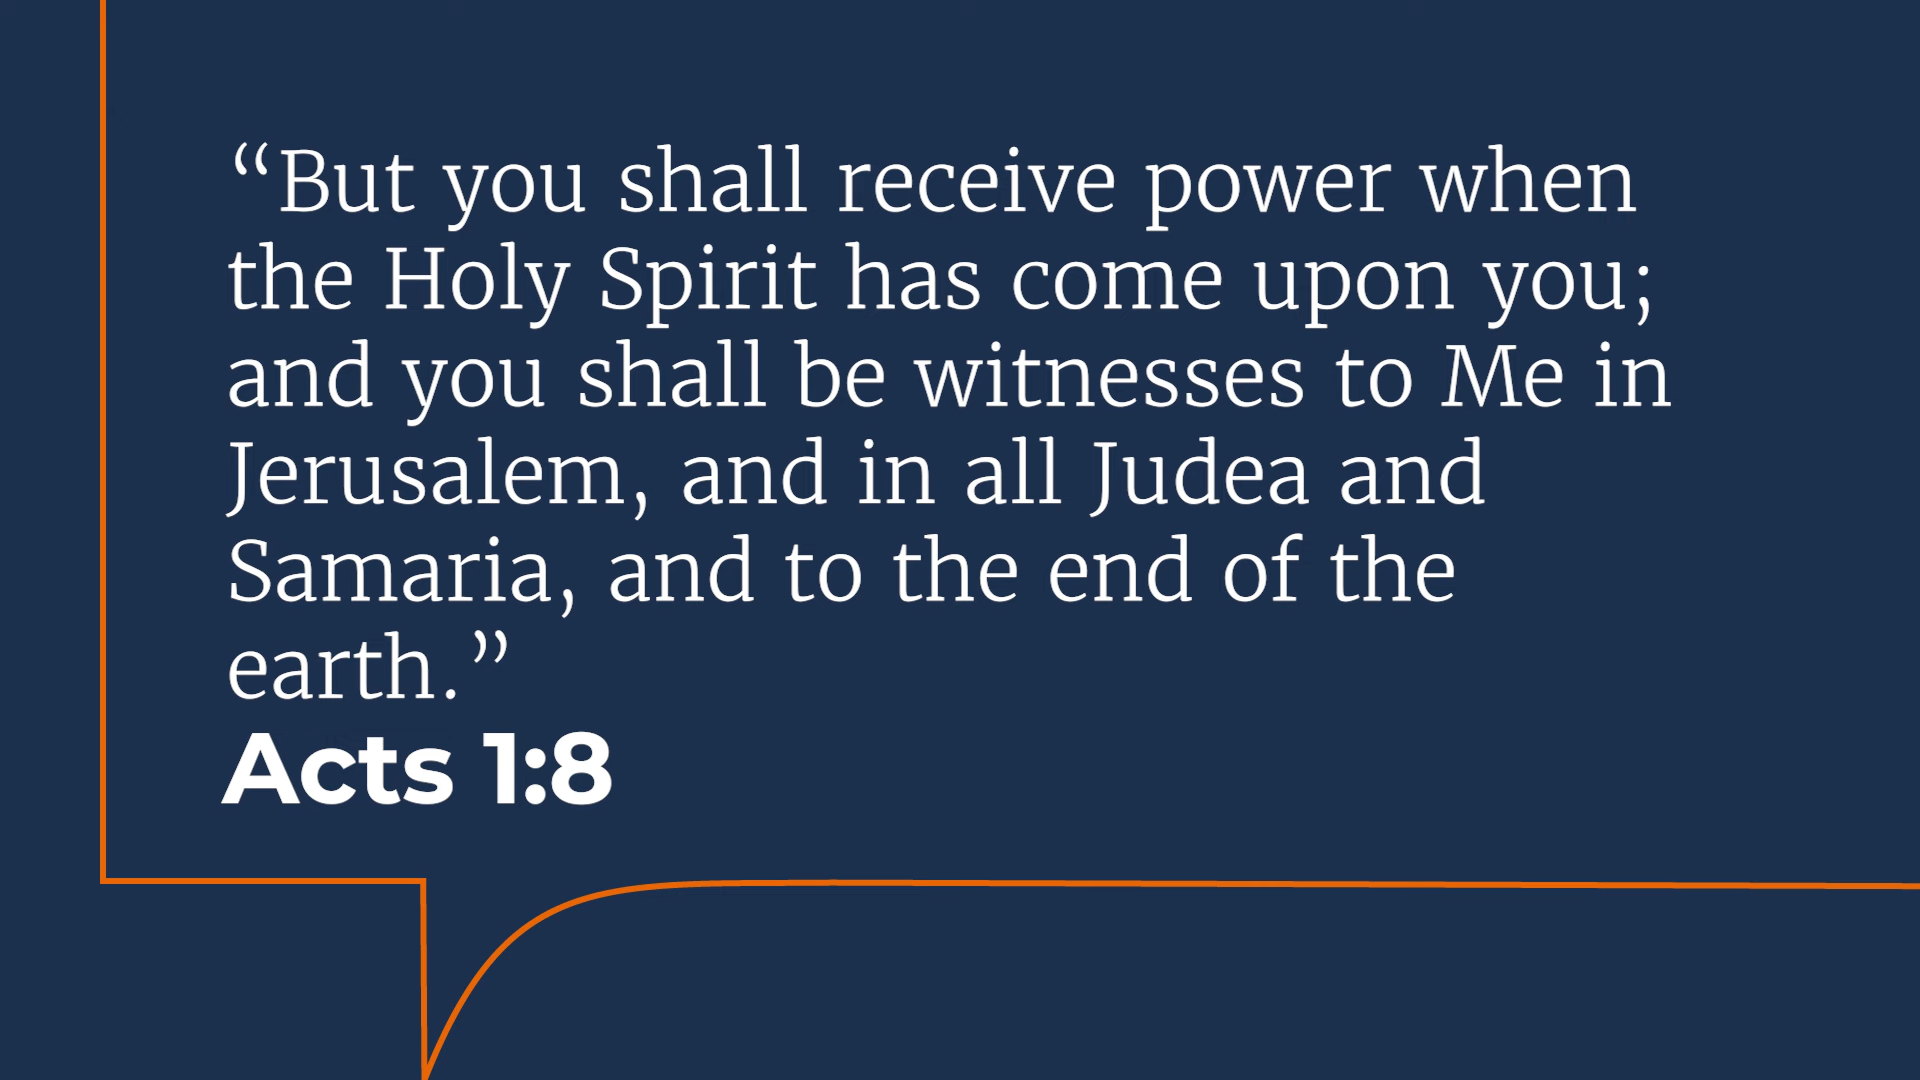 “But you shall receive power when
the Holy Spirit has come upon you;
and you shall be witnesses to Me in
Jerusalem, and in all Judea and
Samaria, and to the end of the
earth.”
Acts 1:8